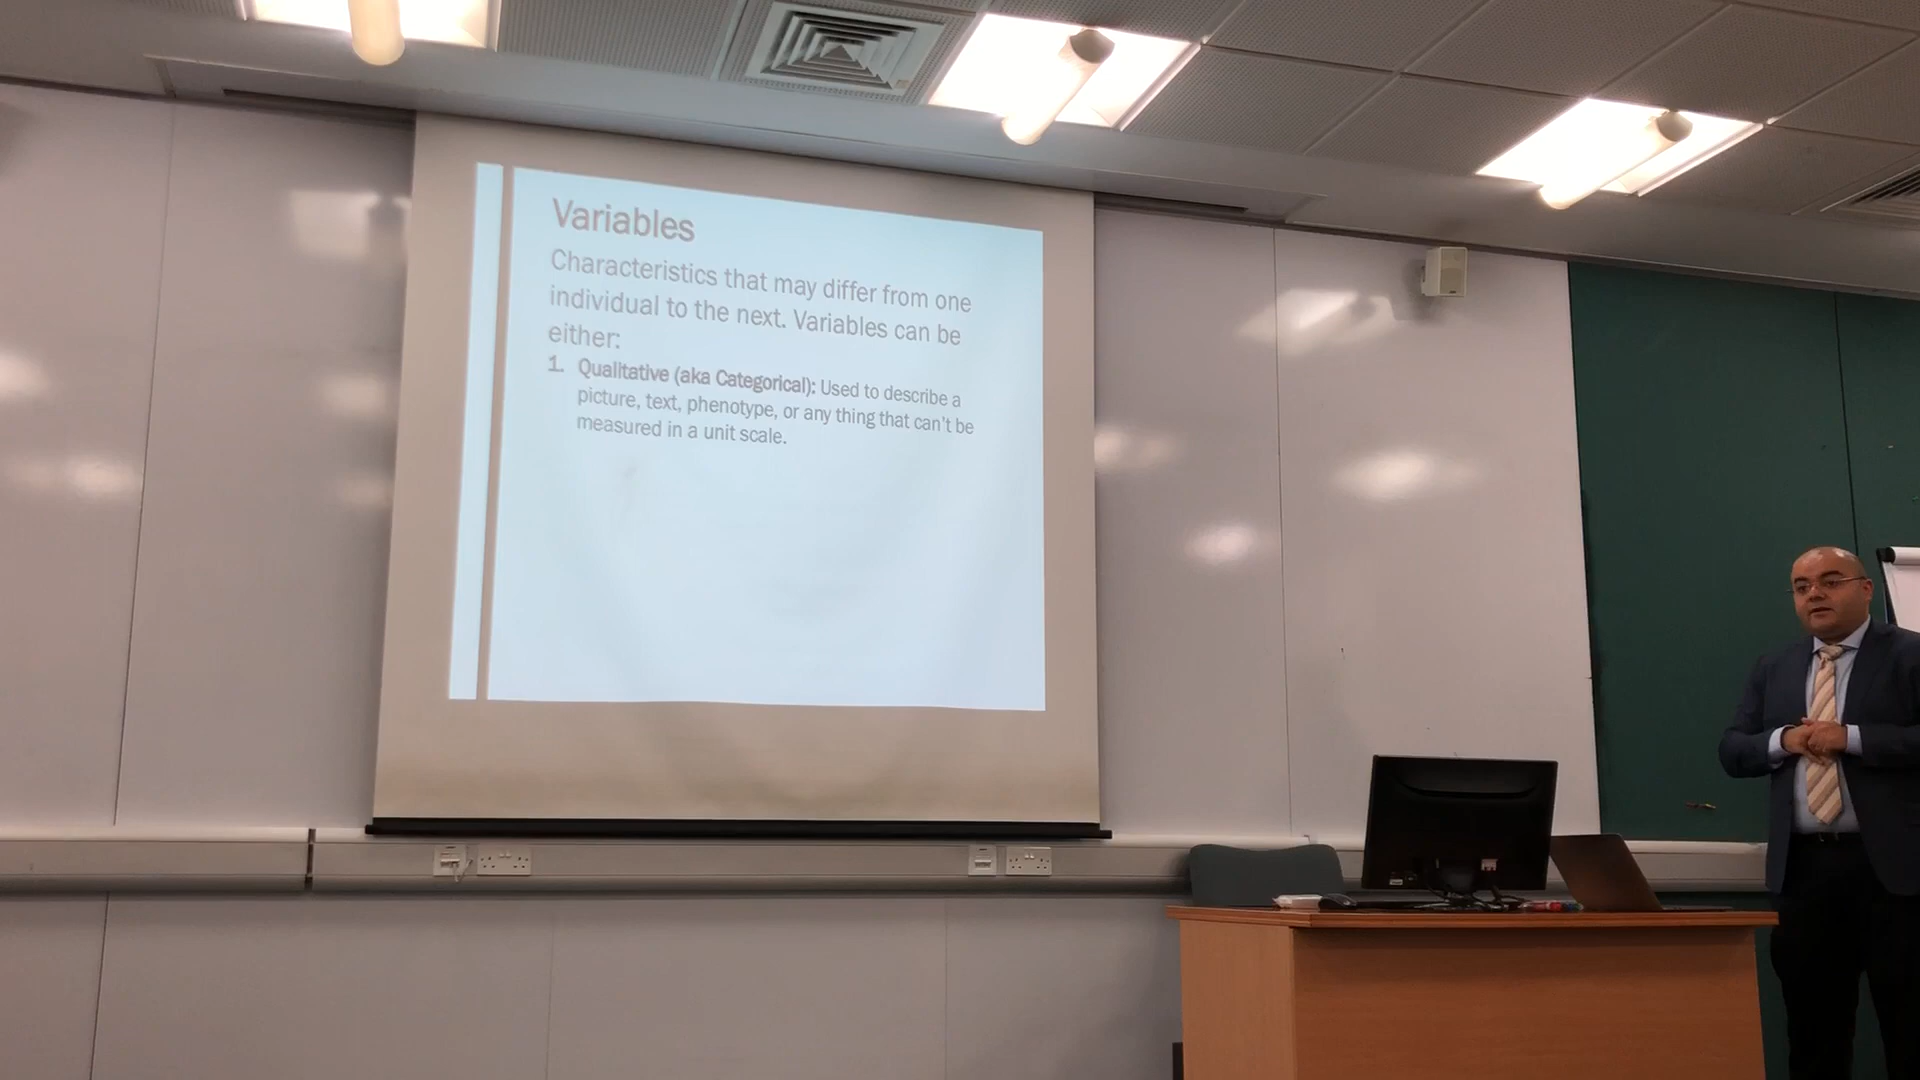 Variables
Characteristics that may differ from one
individual to the next. Variables can be
either:
1. Qualitative (aka Categorical): Used to describe a
picture, text, phenotype, or any thing that can't be
measured in a unit scale.